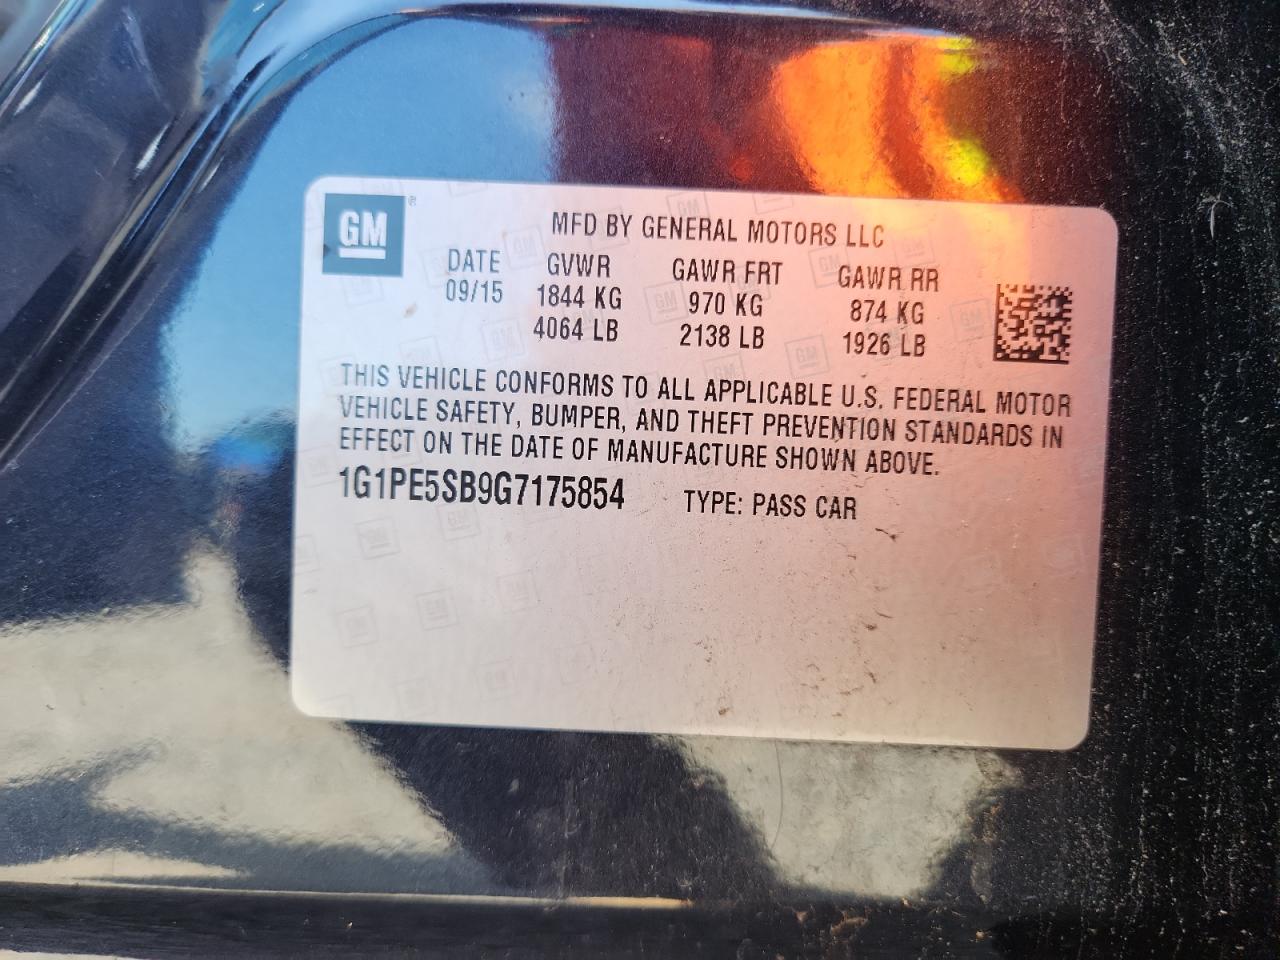 GM ®
MFD BY GENERAL MOTORS LLC
DATE GVWR GAWR FRT GAWR RR
09/15 1844 KG 970 KG 874 KG
4064 LB 2138 LB 1926 LB
THIS VEHICLE CONFORMS TO ALL APPLICABLE U.S. FEDERAL MOTOR
VEHICLE SAFETY, BUMPER, AND THEFT PREVENTION STANDARDS IN
EFFECT ON THE DATE OF MANUFACTURE SHOWN ABOVE.
1G1PE5SB9G7175854 TYPE: PASS CAR